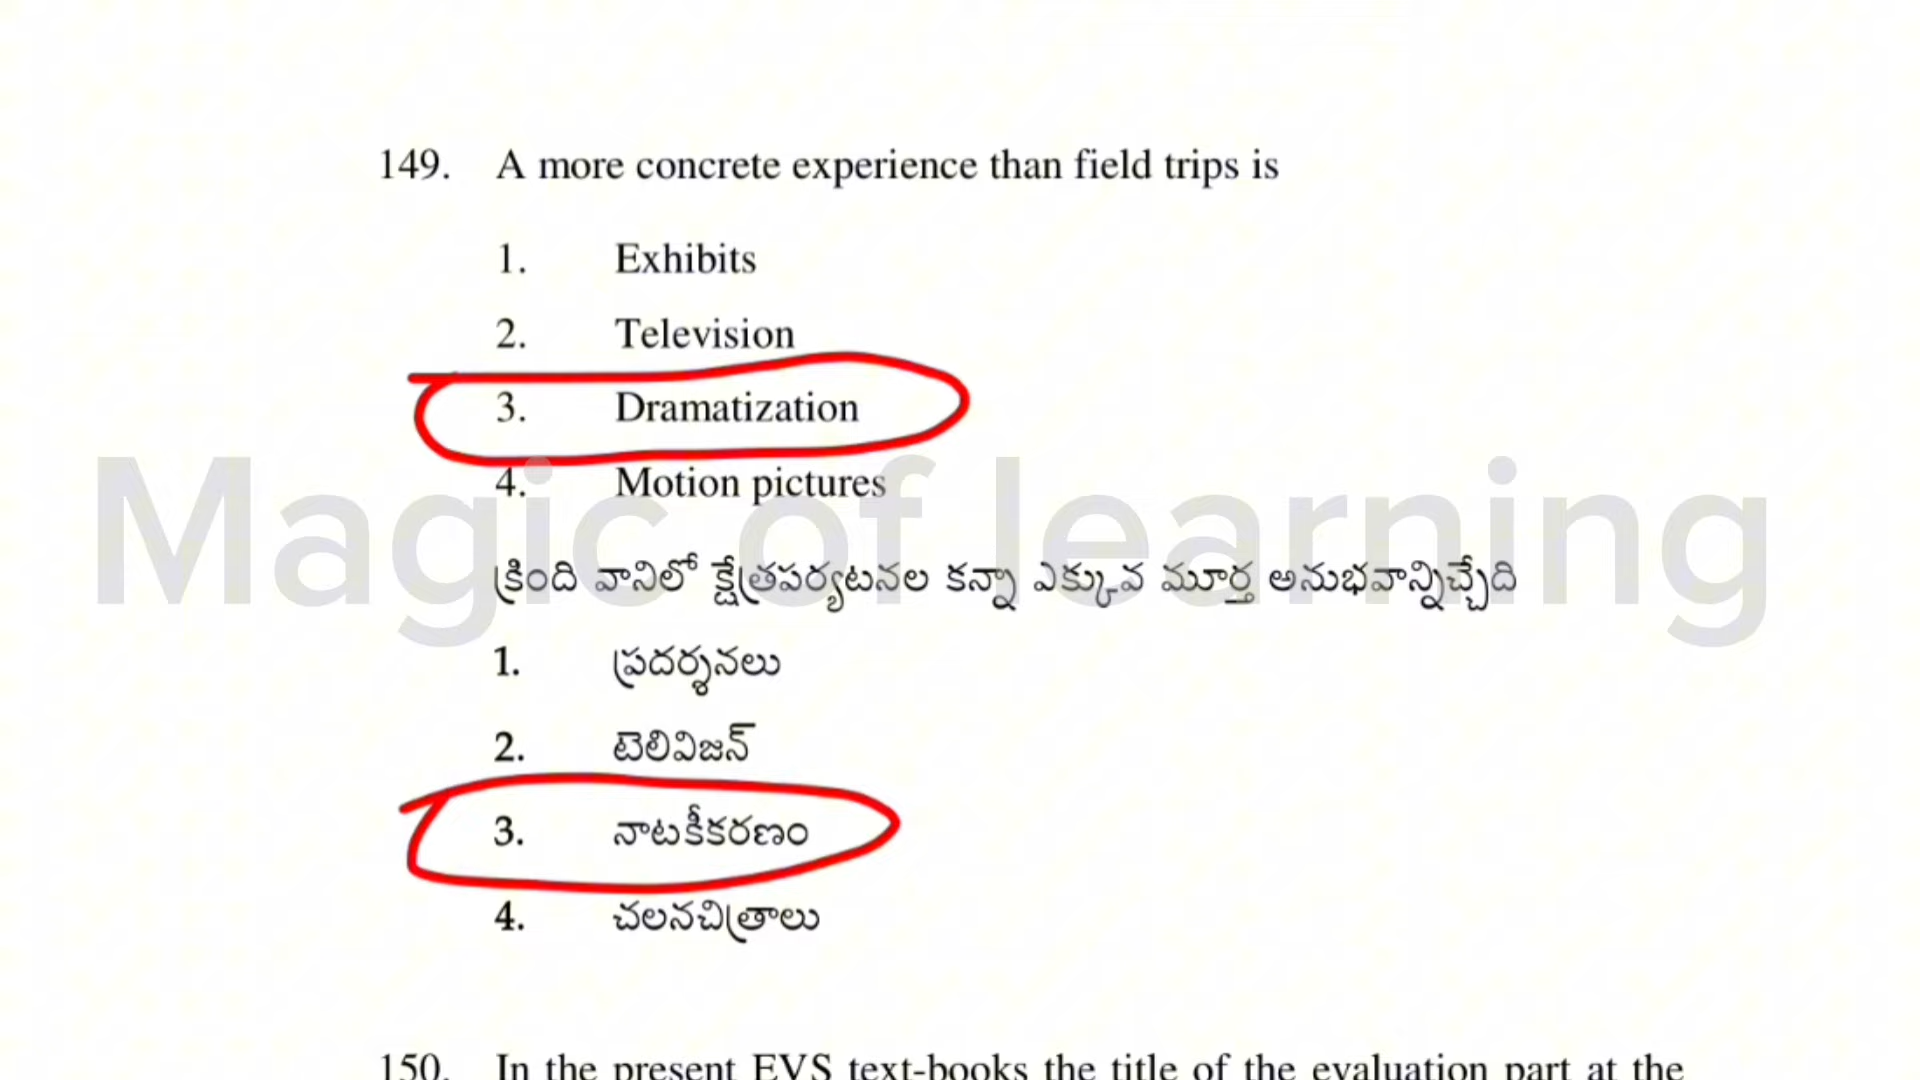 149. A more concrete experience than field trips is
1. Exhibits
2. Television
3. Dramatization
4. Motion pictures
Magic of learning
క్రింది వానిలో క్షేత్రపర్యటనల కన్నా ఎక్కువ మూర్త అనుభవాన్నిచ్చేది
1. ప్రదర్శనలు
2. టెలివిజన్
3. నాటకీకరణం
4. చలనచిత్రాలు
150. In the present EVS text-books the title of the evaluation part at the